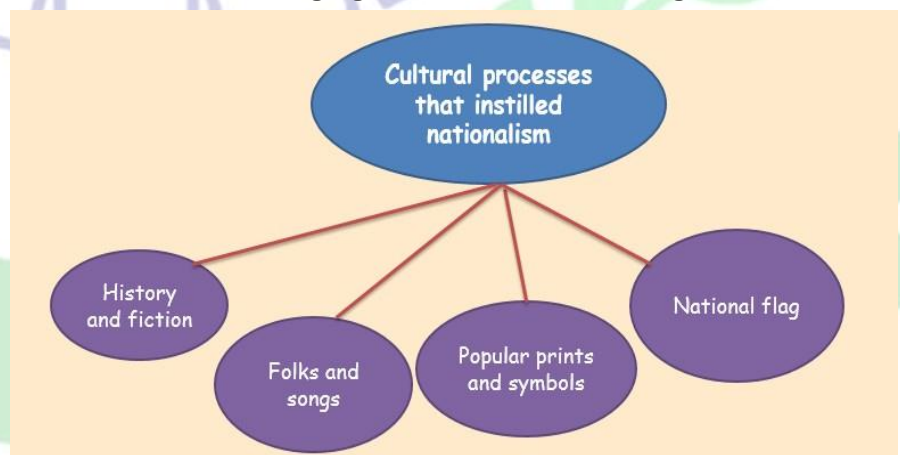 Cultural processes
that instilled
nationalism
History
and fiction
Folks and
songs
Popular prints
and symbols
National flag